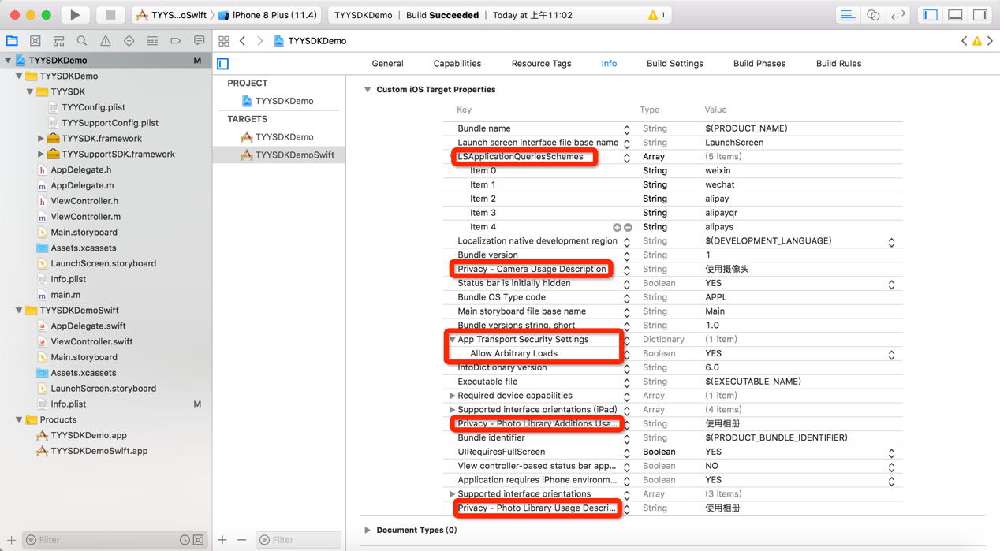 TYYS...oSwift
iPhone 8 Plus (11.4)
TYYSDKDemo
Build Succeeded
Today at 上午11:02
1
TYYSDKDemo
M
TYYSDKDemo
TYYSDK
TYYConfig.plist
TYYSupportConfig.plist
TYYSDK.framework
TYYSupportSDK.framework
h AppDelegate.h
m AppDelegate.m
h ViewController.h
m ViewController.m
Main.storyboard
Assets.xcassets
LaunchScreen.storyboard
Info.plist
m main.m
TYYSDKDemoSwift
AppDelegate.swift
ViewController.swift
Main.storyboard
Assets.xcassets
LaunchScreen.storyboard
Info.plist
M
Products
TYYSDKDemo.app
TYYSDKDemoSwift.app
Filter
TYYSDKDemo
General
Capabilities
Resource Tags
Info
Build Settings
Build Phases
Build Rules
PROJECT
TYYSDKDemo
TARGETS
TYYSDKDemo
TYYSDKDemoSwift
Filter
Custom iOS Target Properties
Key Type Value
Bundle name String $(PRODUCT_NAME)
Launch screen interface file base name String LaunchScreen
LSApplicationQueriesSchemes Array (5 items)
Item 0 String weixin
Item 1 String wechat
Item 2 String alipay
Item 3 String alipayqr
Item 4 String alipays
Localization native development region String $(DEVELOPMENT_LANGUAGE)
Bundle version String 1
Privacy - Camera Usage Description String 使用摄像头
Status bar is initially hidden Boolean YES
Bundle OS Type code String APPL
Main storyboard file base name String Main
Bundle versions string, short String 1.0
App Transport Security Settings Dictionary (1 item)
Allow Arbitrary Loads Boolean YES
InfoDictionary version String 6.0
Executable file String $(EXECUTABLE_NAME)
Required device capabilities Array (1 item)
Supported interface orientations (iPad) Array (4 items)
Privacy - Photo Library Additions Usa... String 使用相册
Bundle identifier String $(PRODUCT_BUNDLE_IDENTIFIER)
UIRequiresFullScreen Boolean YES
View controller-based status bar app... Boolean NO
Application requires iPhone environm... Boolean YES
Supported interface orientations Array (3 items)
Privacy - Photo Library Usage Descri... String 使用相册
Document Types (0)